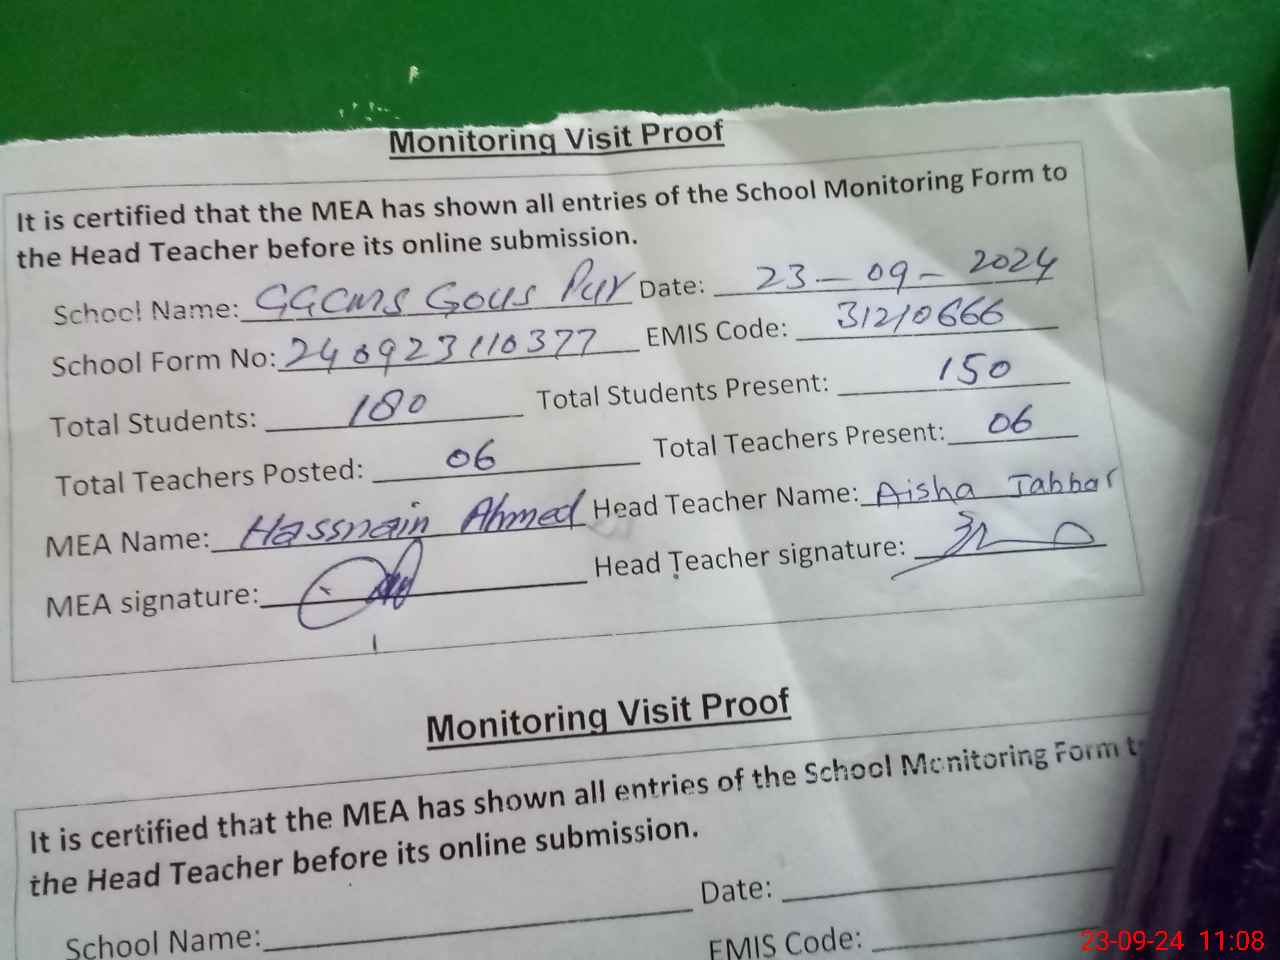 Monitoring Visit Proof
It is certified that the MEA has shown all entries of the School Monitoring Form to
the Head Teacher before its online submission.
School Name: GGCMS Gous Pur Date: 23-09-2024
School Form No: 240923110377 EMIS Code: 31210666
Total Students: 180 Total Students Present: 150
Total Teachers Posted: 06 Total Teachers Present: 06
MEA Name: Hassnain Ahmed Head Teacher Name: Aisha Jabbar
MEA signature: Head Teacher signature:
Monitoring Visit Proof
It is certified that the MEA has shown all entries of the School Monitoring Form
the Head Teacher before its online submission.
School Name: Date:
EMIS Code:
23-09-24 11:08